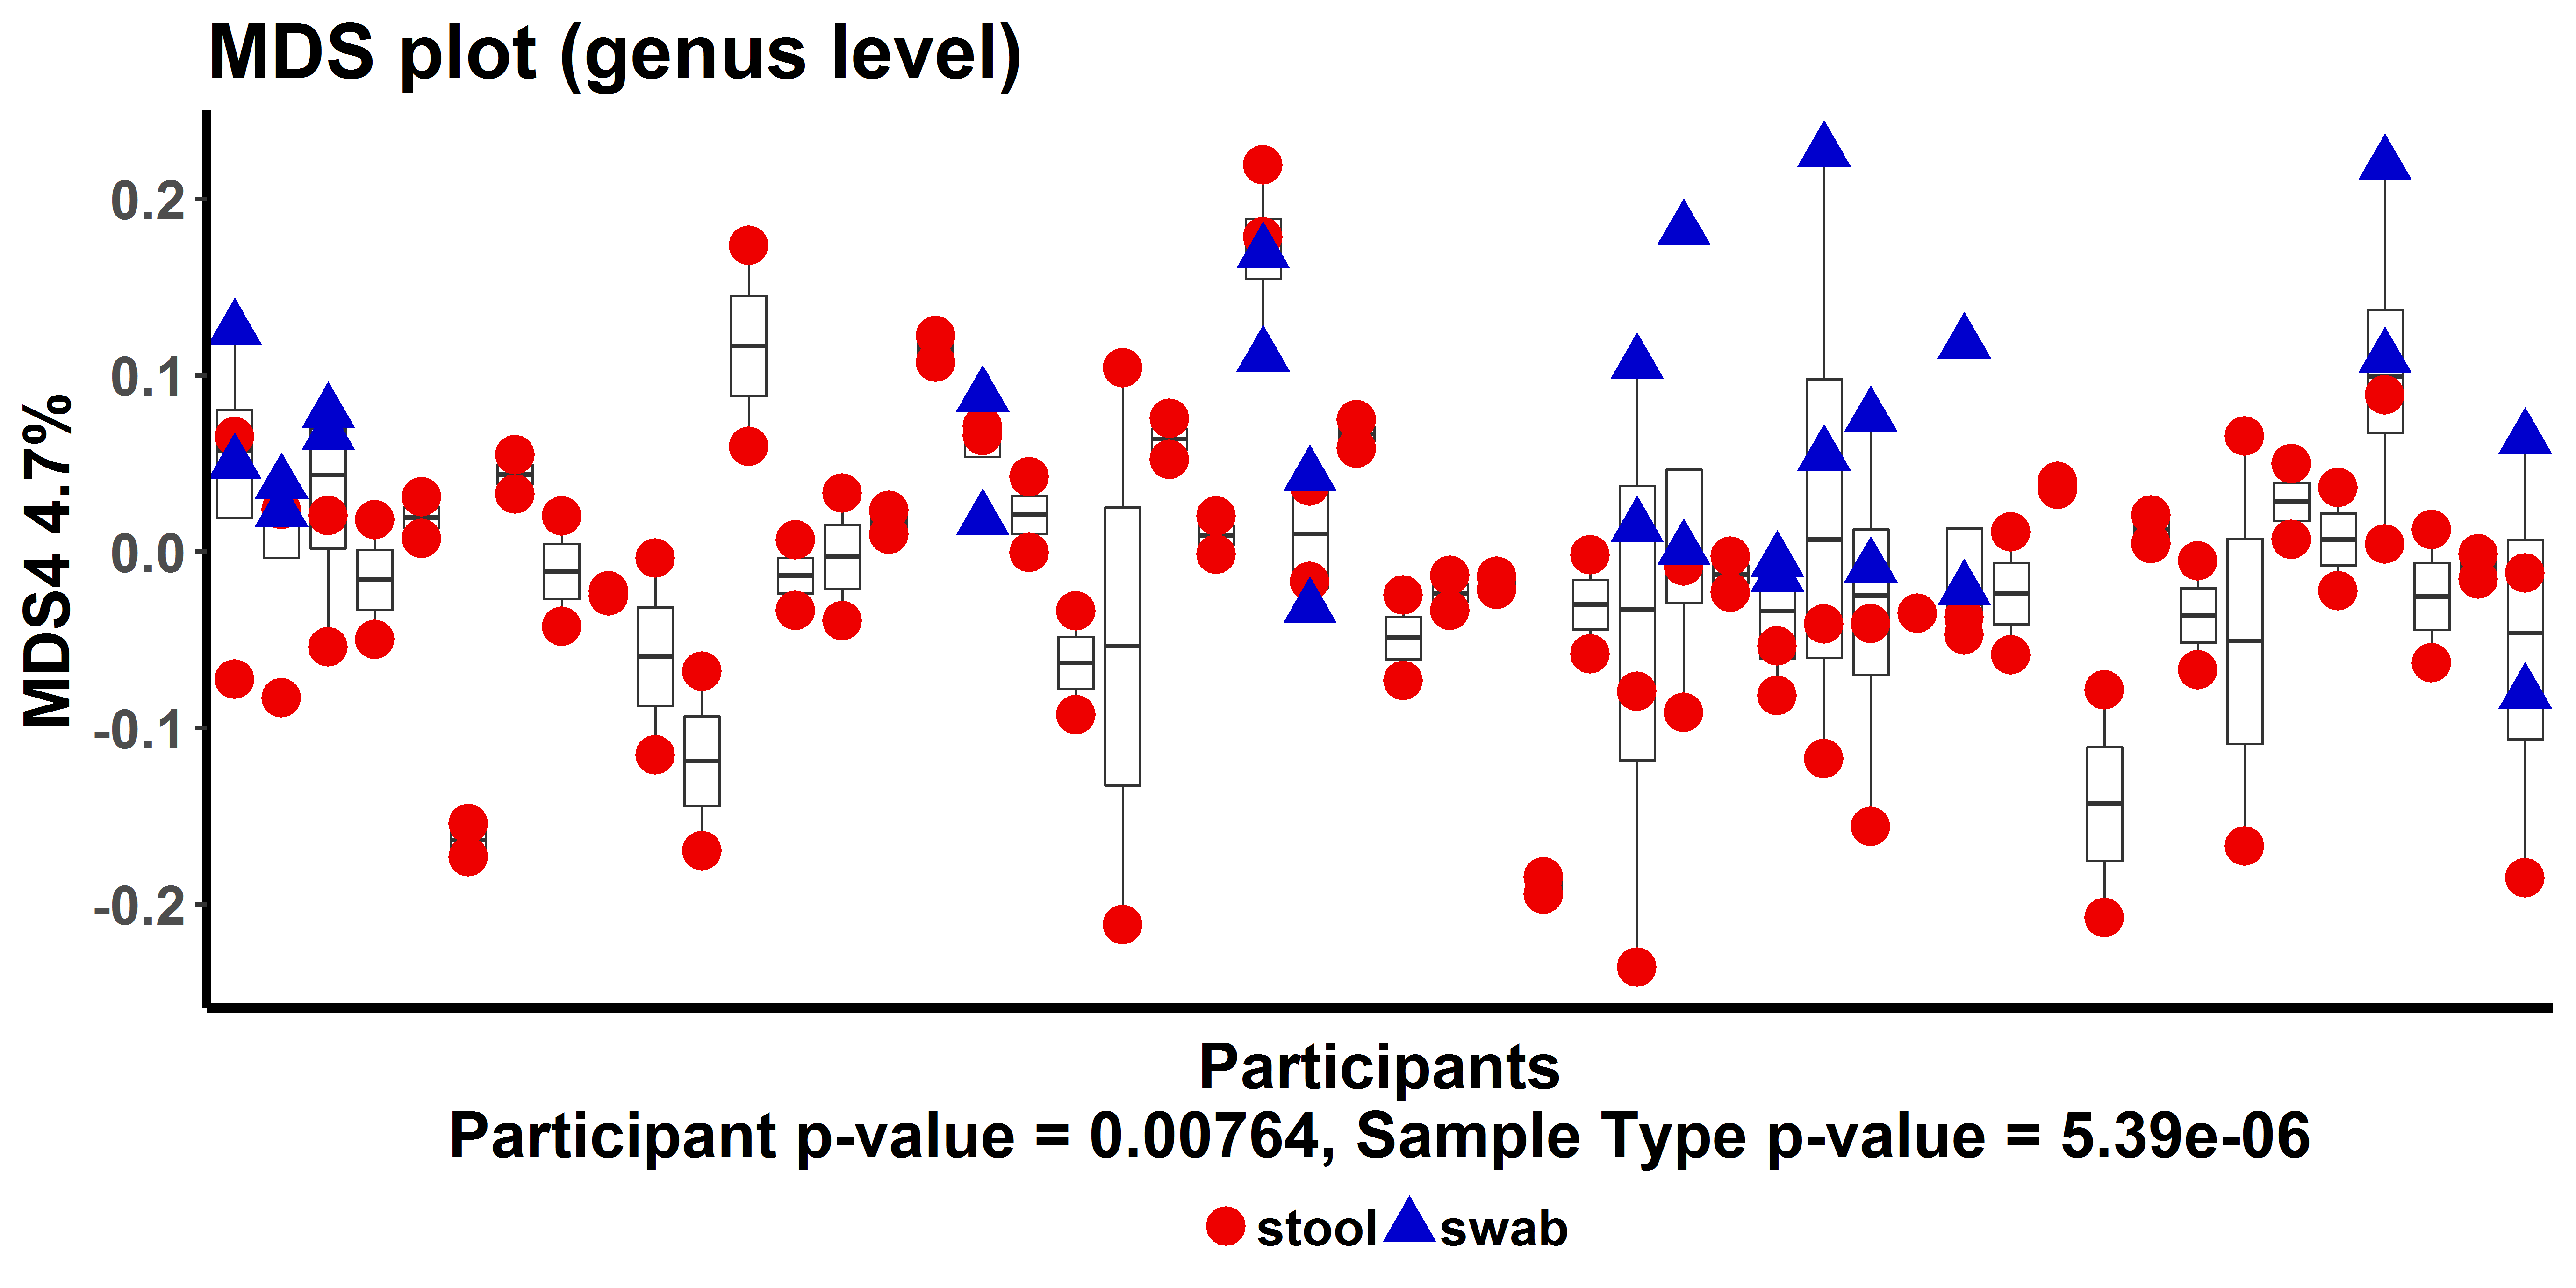 MDS plot (genus level)
MDS4 4.7%
0.2
0.1
0.0
-0.1
-0.2
Participants
Participant p-value = 0.00764, Sample Type p-value = 5.39e-06
stool swab